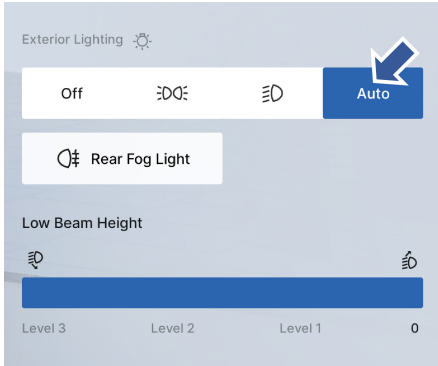 Exterior Lighting
Off Auto
Rear Fog Light
Low Beam Height
Level 3 Level 2 Level 1 0